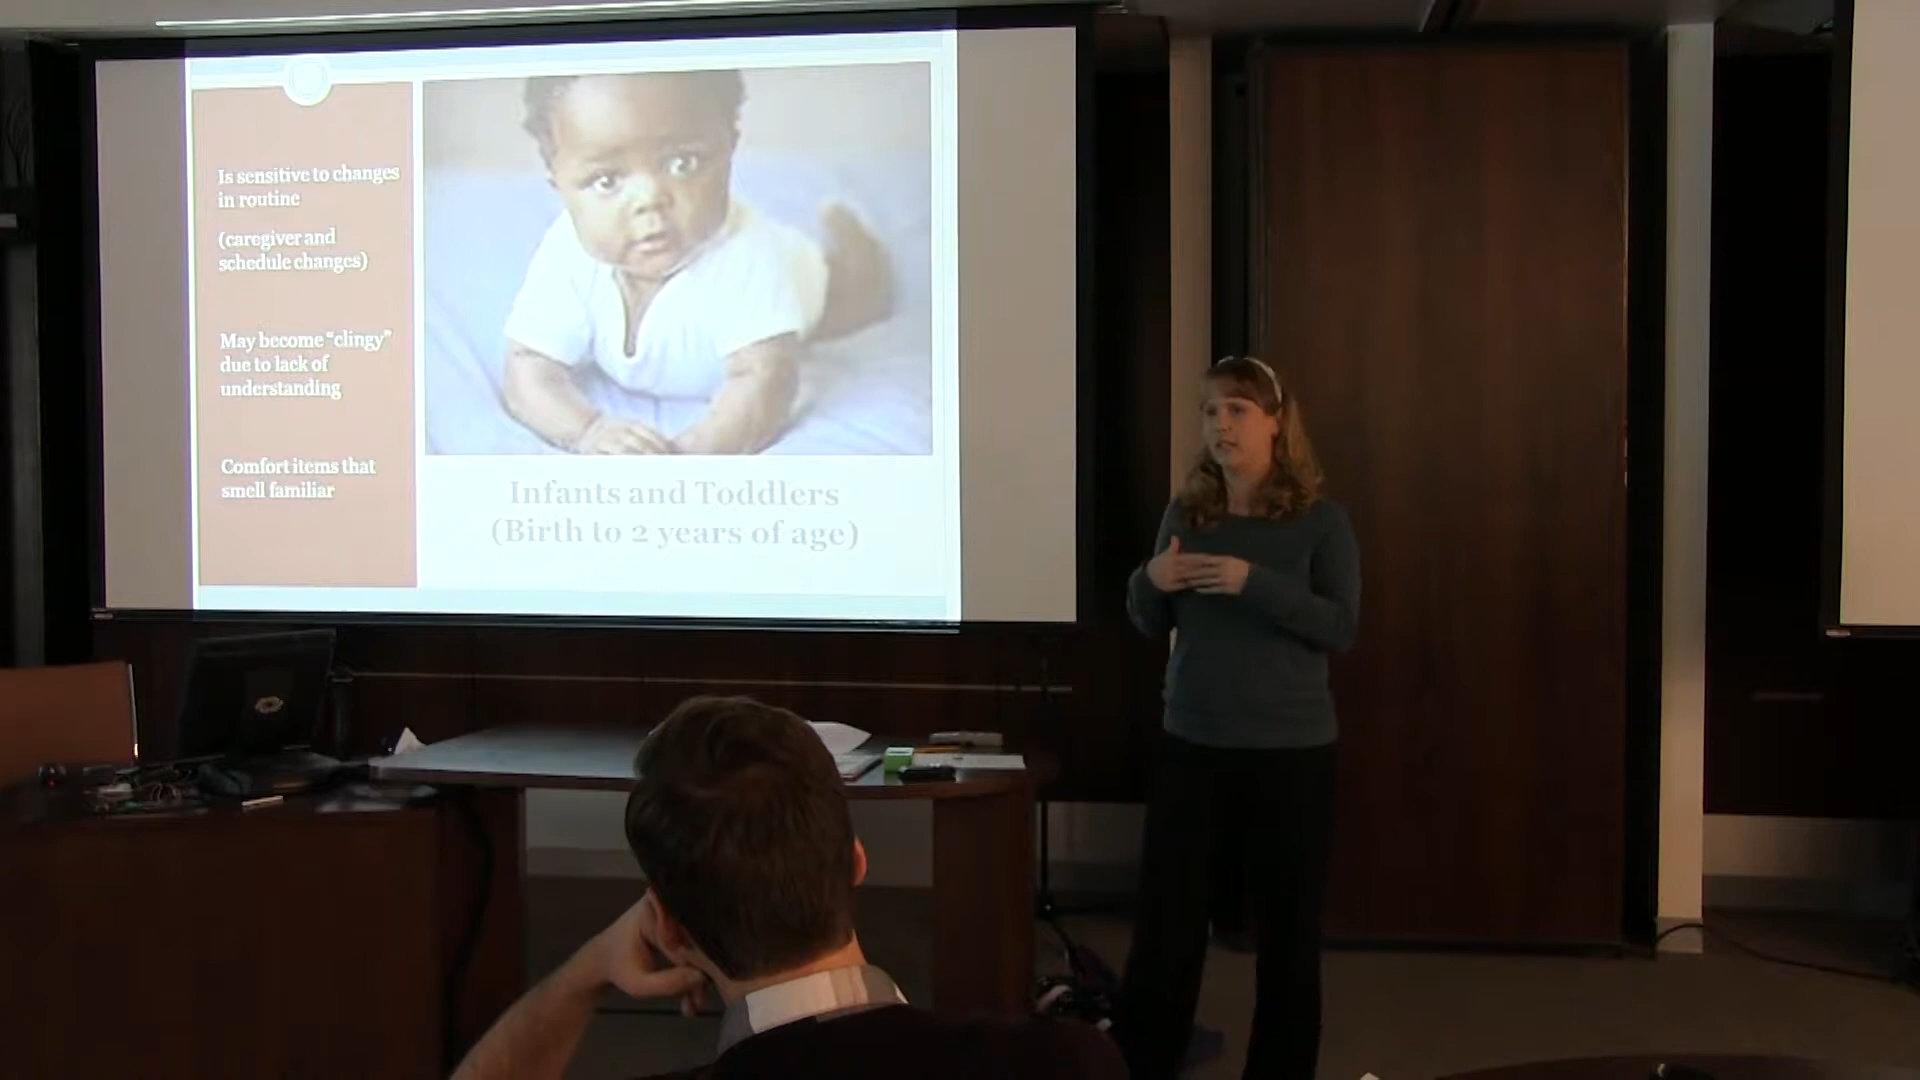 Is sensitive to changes
in routine
(caregiver and
schedule changes)
May become “clingy”
due to lack of
understanding
Comfort items that
smell familiar
Infants and Toddlers
(Birth to 2 years of age)